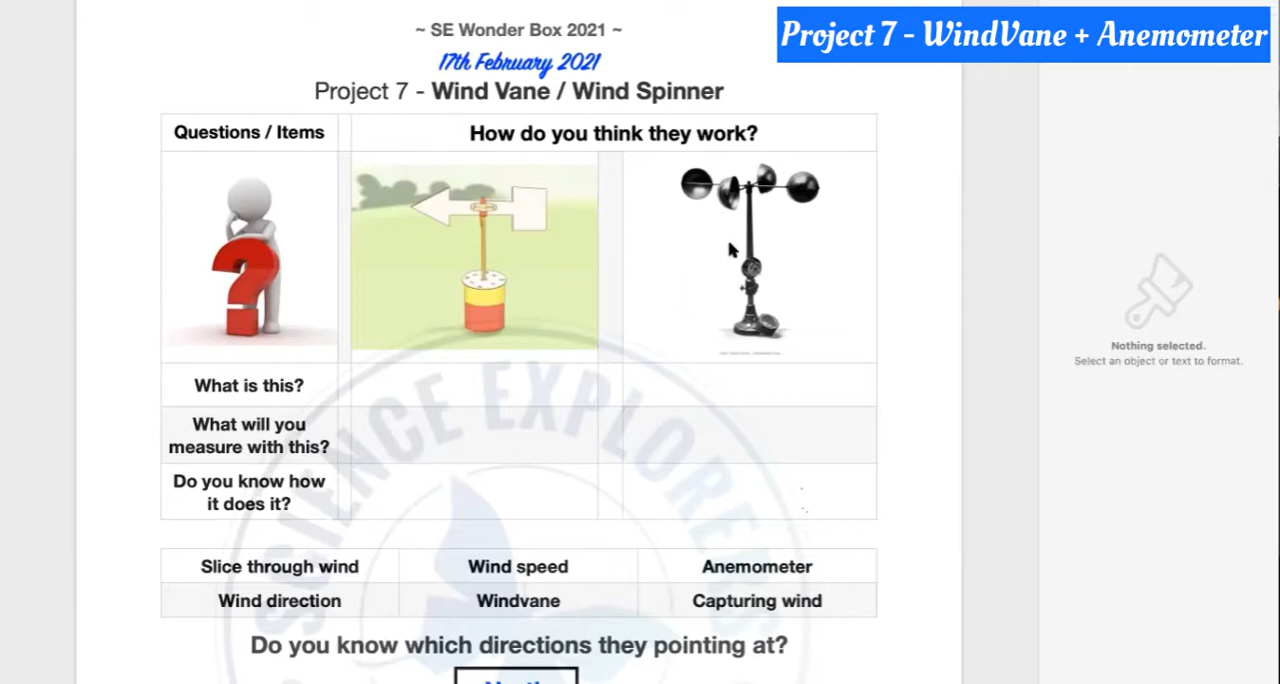 Project 7 - WindVane + Anemometer
~ SE Wonder Box 2021 ~
17th February 2021
Project 7 - Wind Vane / Wind Spinner
Questions / Items
How do you think they work?
What is this?
What will you
measure with this?
Do you know how
it does it?
SCIENCE EXPLORERS
Slice through wind
Wind speed
Anemometer
Wind direction
Windvane
Capturing wind
Do you know which directions they pointing at?
Nothing selected.
Select an object or text to format.